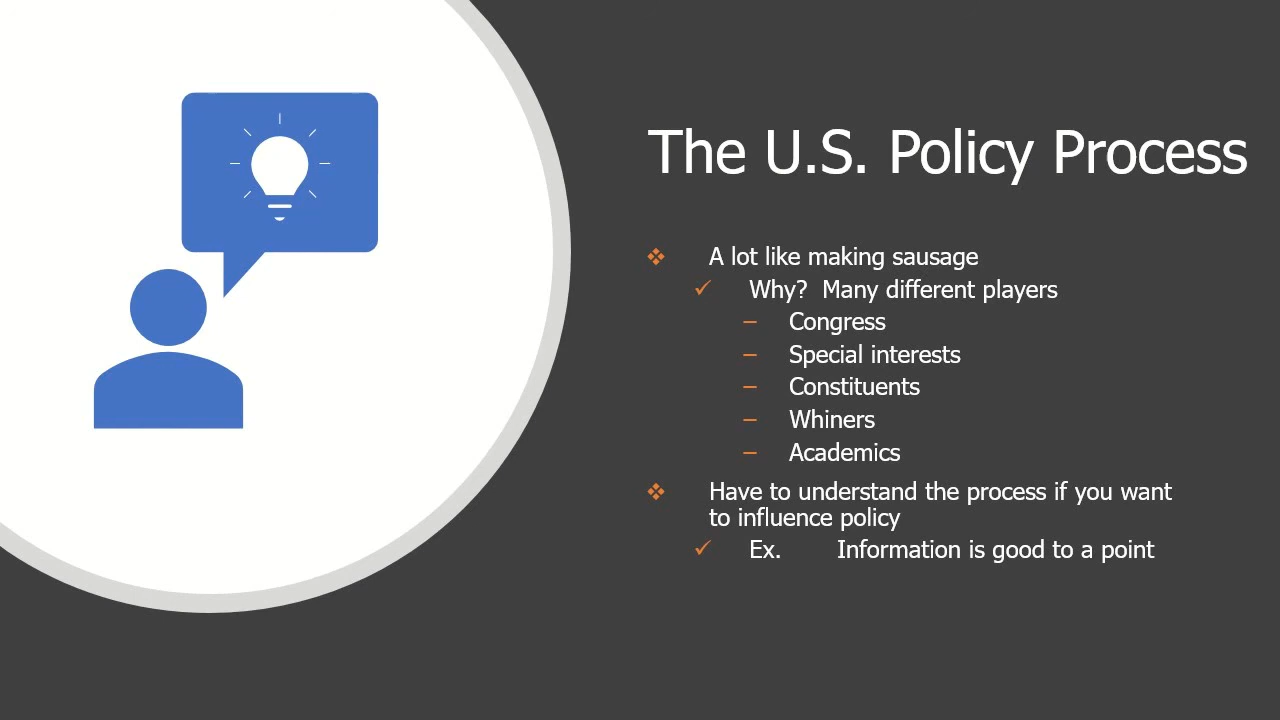 The U.S. Policy Process
❖ A lot like making sausage
✓ Why? Many different players
– Congress
– Special interests
– Constituents
– Whiners
– Academics
❖ Have to understand the process if you want
to influence policy
✓ Ex. Information is good to a point